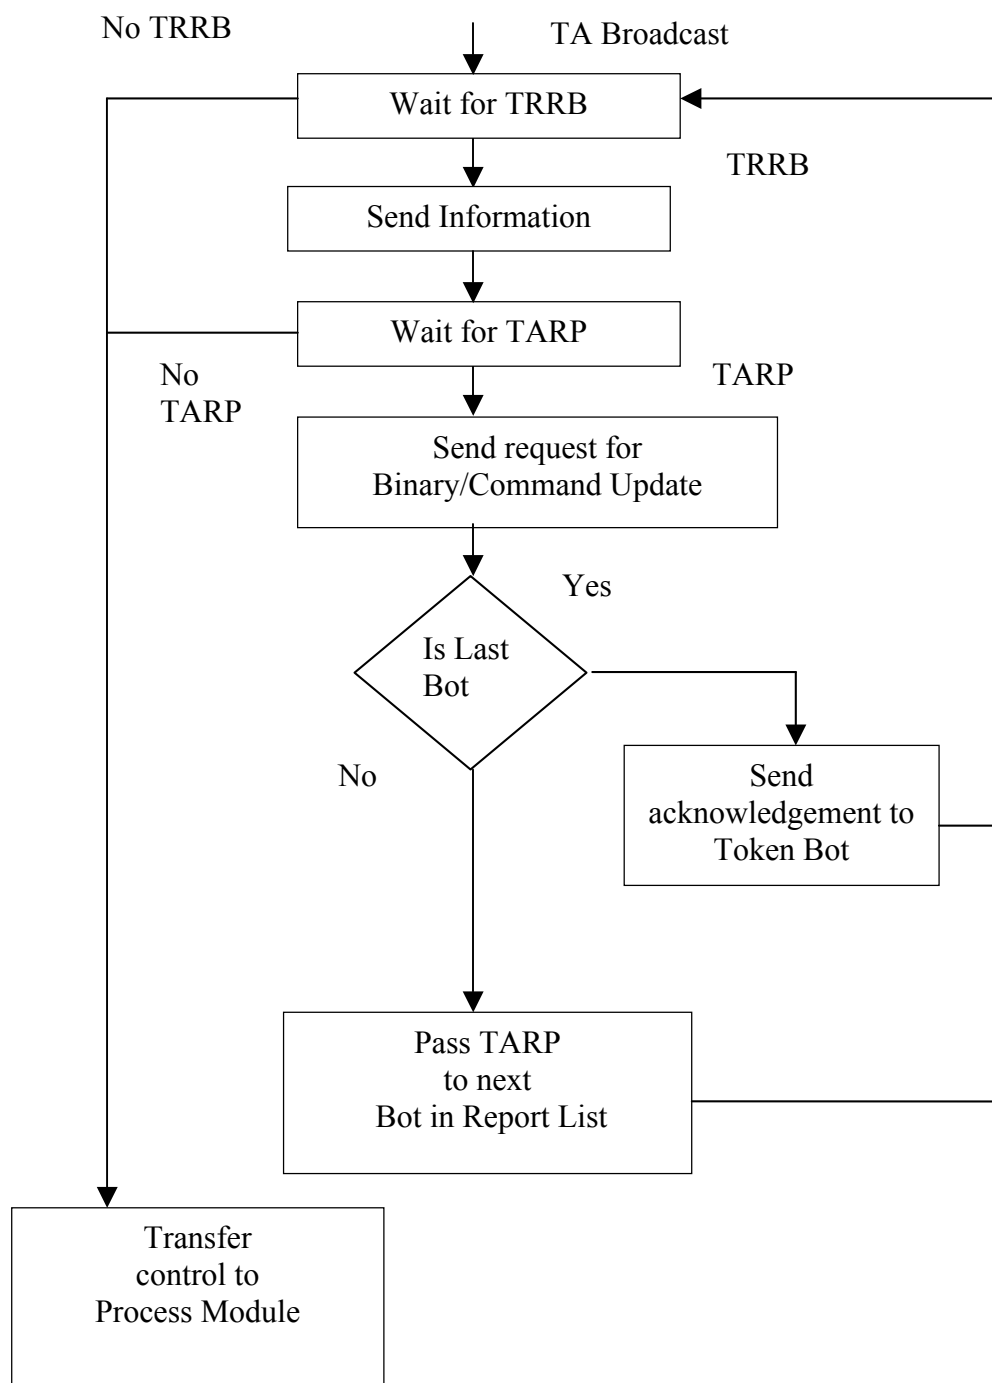 No TRRB
TA Broadcast
Wait for TRRB
TRRB
Send Information
Wait for TARP
No
TARP
TARP
Send request for
Binary/Command Update
Yes
Is Last
Bot
No
Send
acknowledgement to
Token Bot
Pass TARP
to next
Bot in Report List
Transfer
control to
Process Module